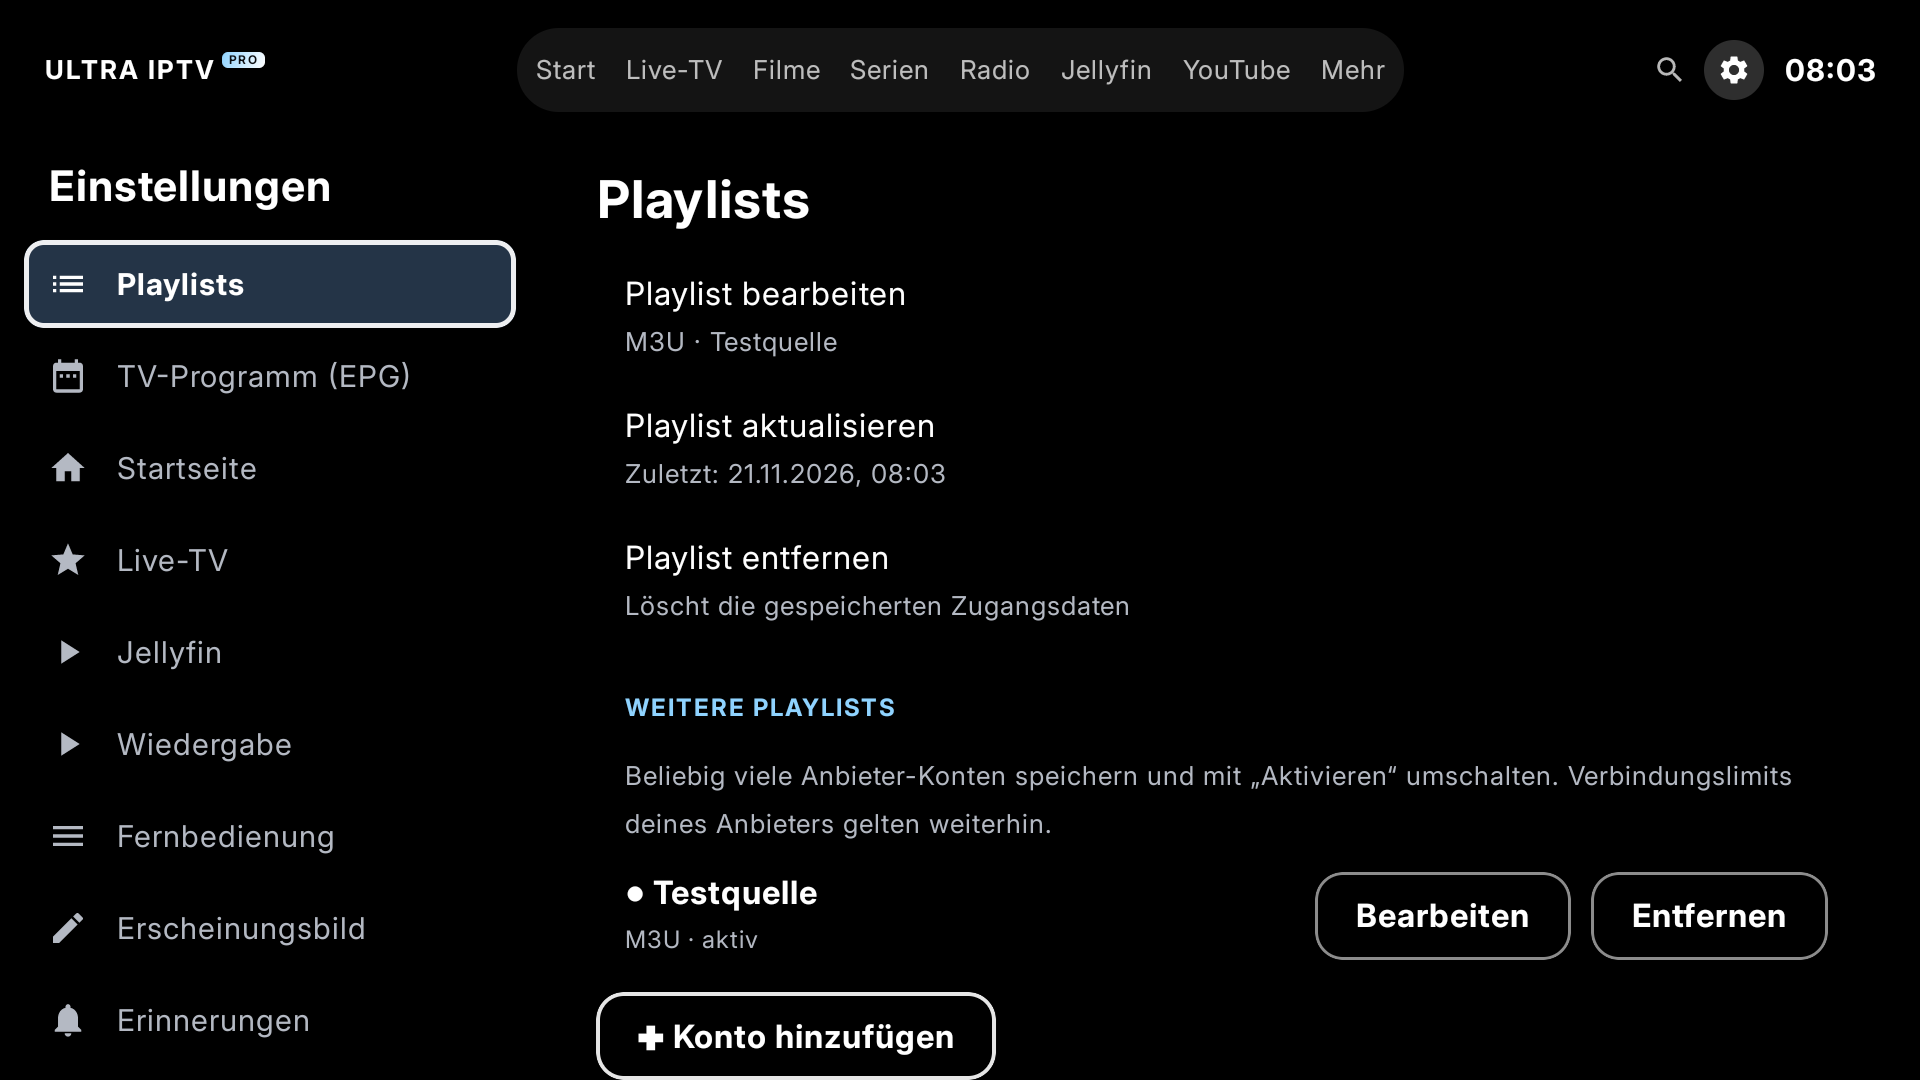 ULTRA IPTV PRO
Start Live-TV Filme Serien Radio Jellyfin YouTube Mehr
08:03
Einstellungen
Playlists
TV-Programm (EPG)
Startseite
Live-TV
Jellyfin
Wiedergabe
Fernbedienung
Erscheinungsbild
Erinnerungen
Playlists
Playlist bearbeiten
M3U · Testquelle
Playlist aktualisieren
Zuletzt: 21.11.2026, 08:03
Playlist entfernen
Löscht die gespeicherten Zugangsdaten
WEITERE PLAYLISTS
Beliebig viele Anbieter-Konten speichern und mit „Aktivieren“ umschalten. Verbindungslimits
deines Anbieters gelten weiterhin.
● Testquelle
M3U · aktiv
Bearbeiten
Entfernen
✚ Konto hinzufügen